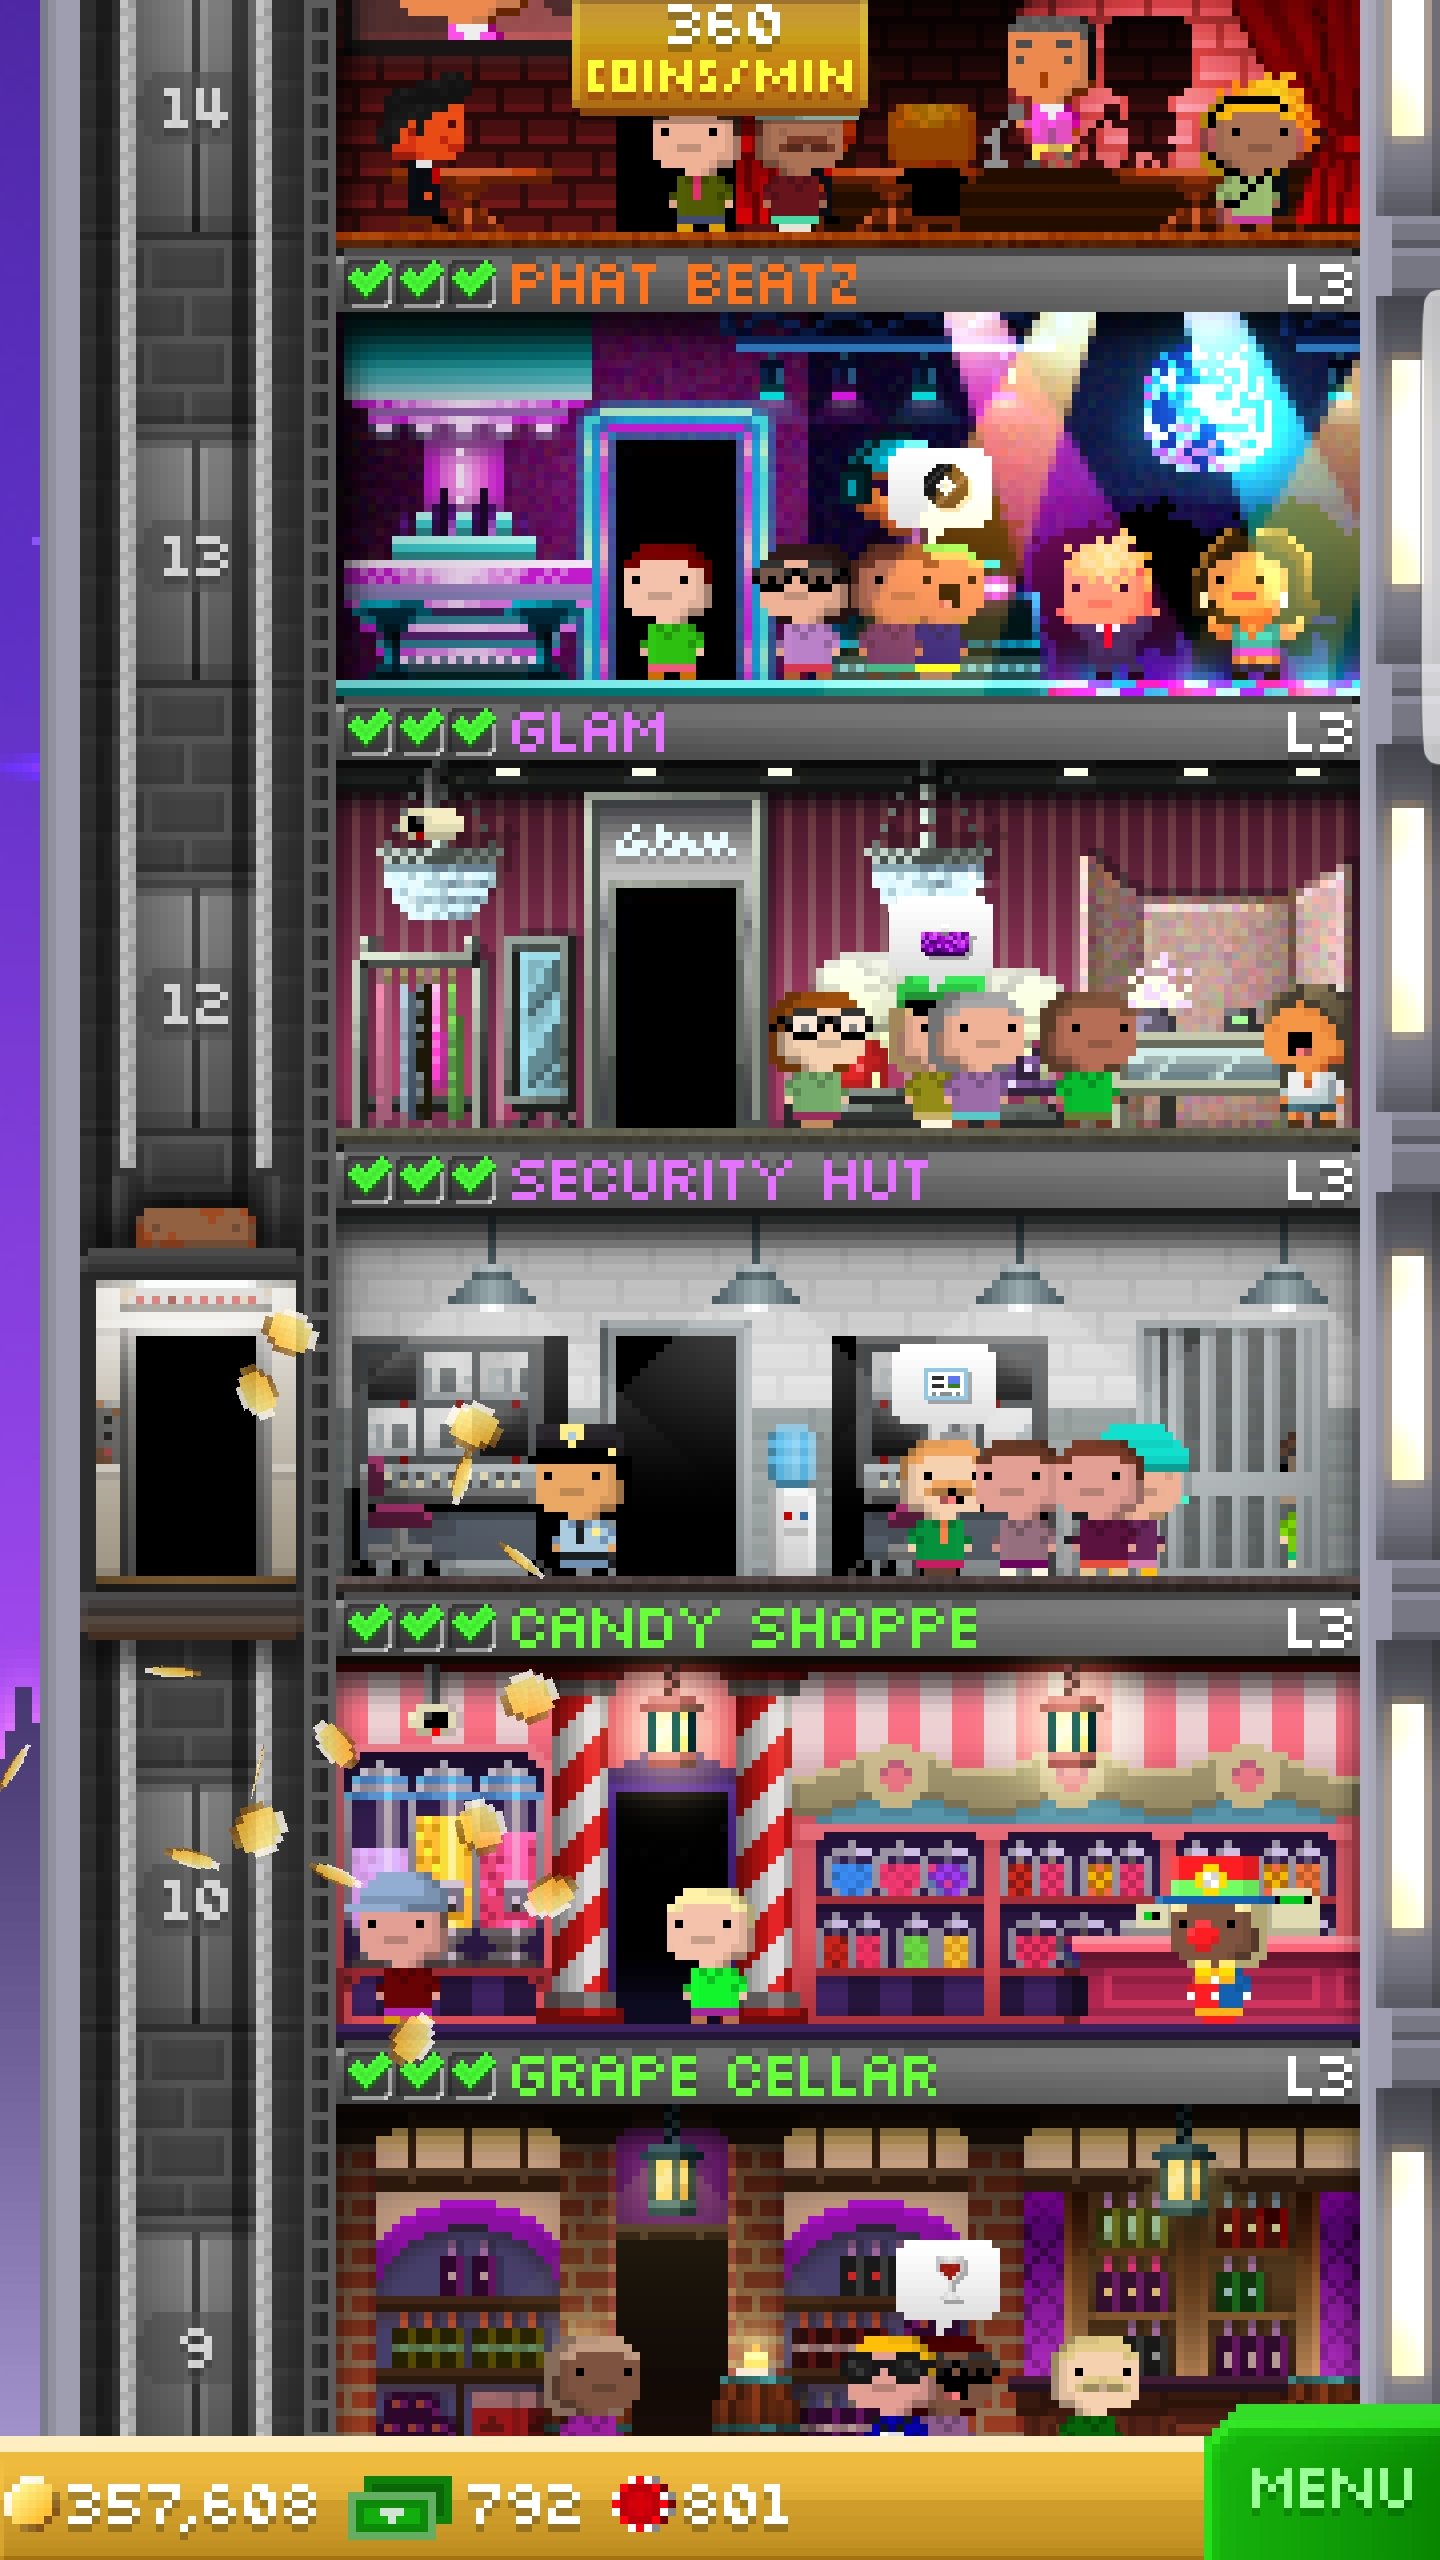 360
COINS/MIN
14
PHAT BEATZ L3
13
GLAM L3
Glam
12
SECURITY HUT L3
CANDY SHOPPE L3
10
GRAPE CELLAR L3
9
357,608 792 801
MENU